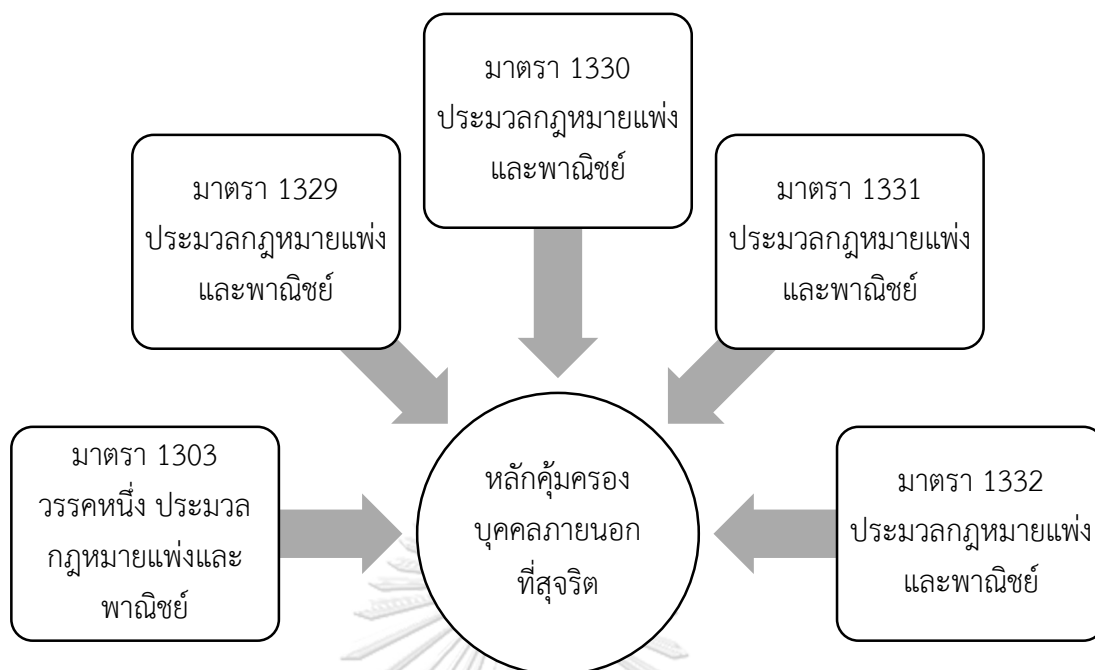 มาตรา 1330
ประมวลกฎหมายแพ่ง
และพาณิชย์
มาตรา 1329
ประมวลกฎหมายแพ่ง
และพาณิชย์
มาตรา 1331
ประมวลกฎหมายแพ่ง
และพาณิชย์
มาตรา 1303
วรรคหนึ่ง ประมวล
กฎหมายแพ่งและ
พาณิชย์
หลักคุ้มครอง
บุคคลภายนอก
ที่สุจริต
มาตรา 1332
ประมวลกฎหมายแพ่ง
และพาณิชย์